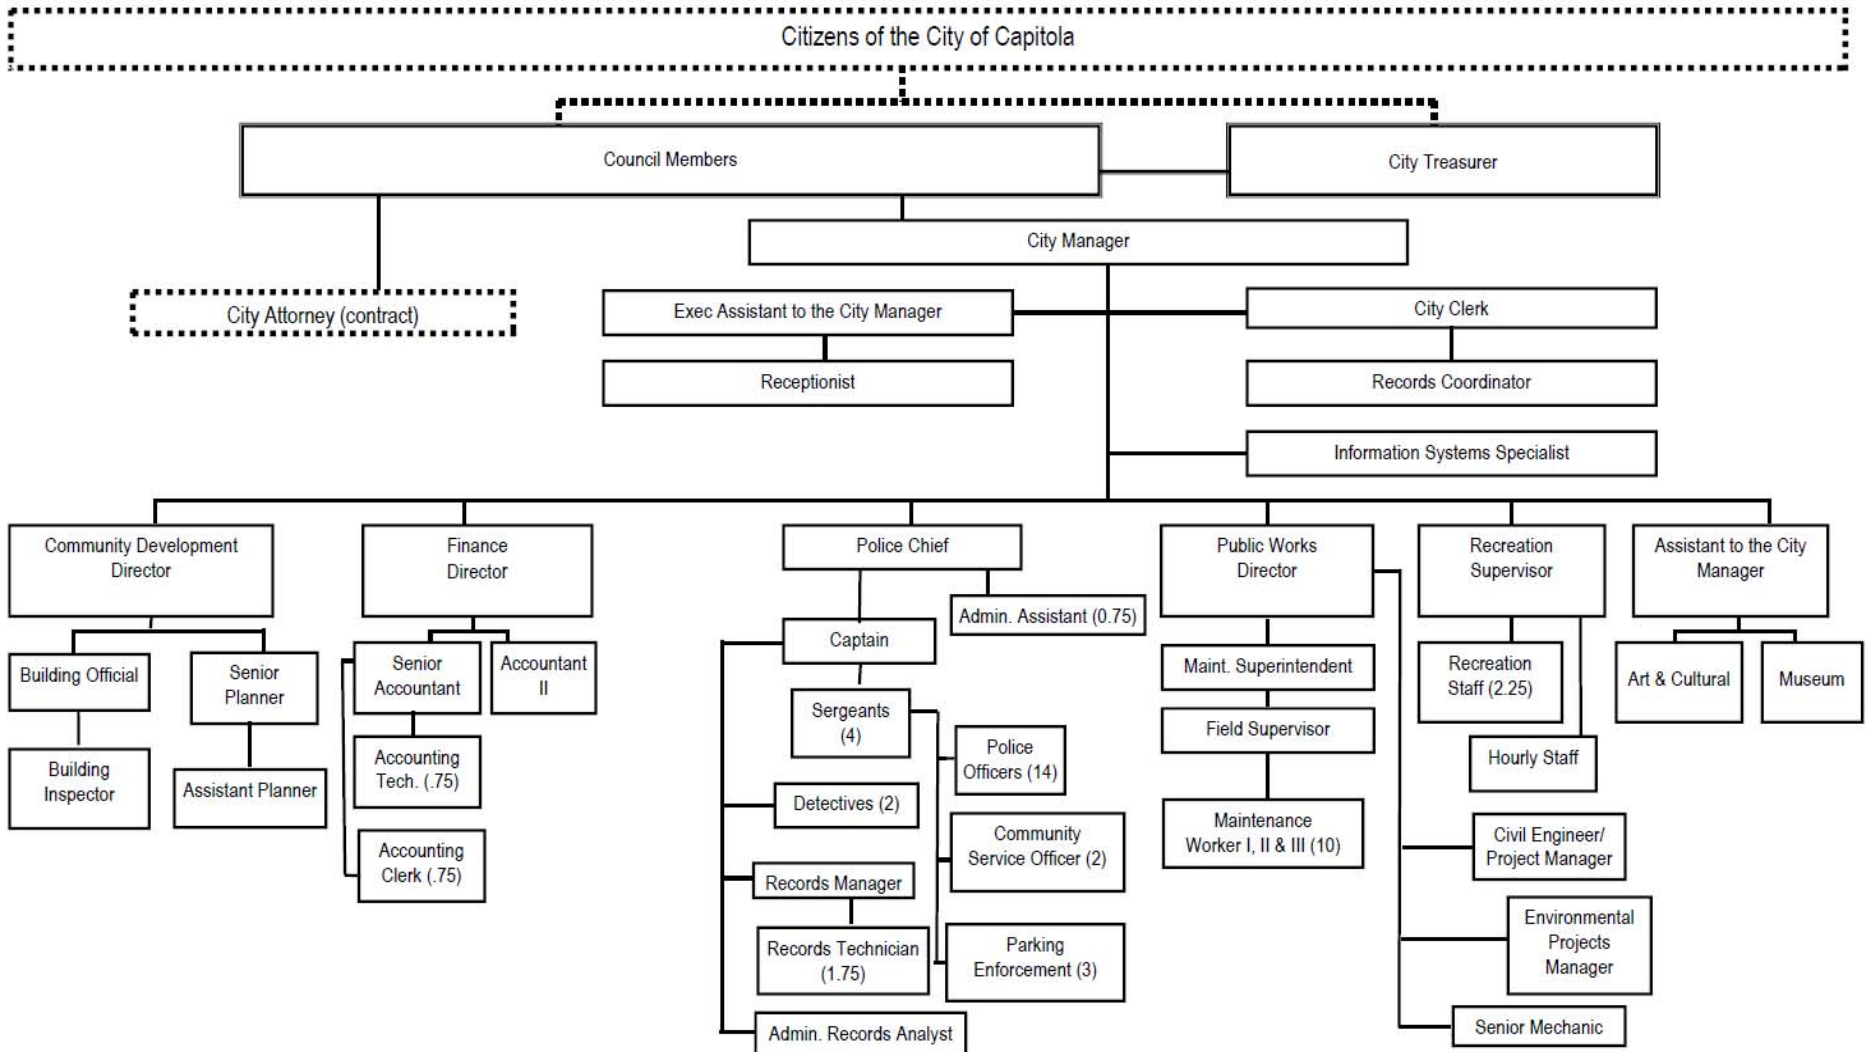 Citizens of the City of Capitola
Council Members
City Treasurer
City Manager
City Attorney (contract)
Exec Assistant to the City Manager
City Clerk
Receptionist
Records Coordinator
Information Systems Specialist
Community Development
Director
Finance
Director
Police Chief
Public Works
Director
Recreation
Supervisor
Assistant to the City
Manager
Building Official
Senior
Planner
Building
Inspector
Assistant Planner
Senior
Accountant
Accountant
II
Accounting
Tech. (.75)
Accounting
Clerk (.75)
Admin. Assistant (0.75)
Captain
Sergeants
(4)
Police
Officers (14)
Detectives (2)
Community
Service Officer (2)
Records Manager
Records Technician
(1.75)
Parking
Enforcement (3)
Admin. Records Analyst
Maint. Superintendent
Field Supervisor
Maintenance
Worker I, II & III (10)
Recreation
Staff (2.25)
Hourly Staff
Civil Engineer/
Project Manager
Environmental
Projects
Manager
Senior Mechanic
Art & Cultural
Museum